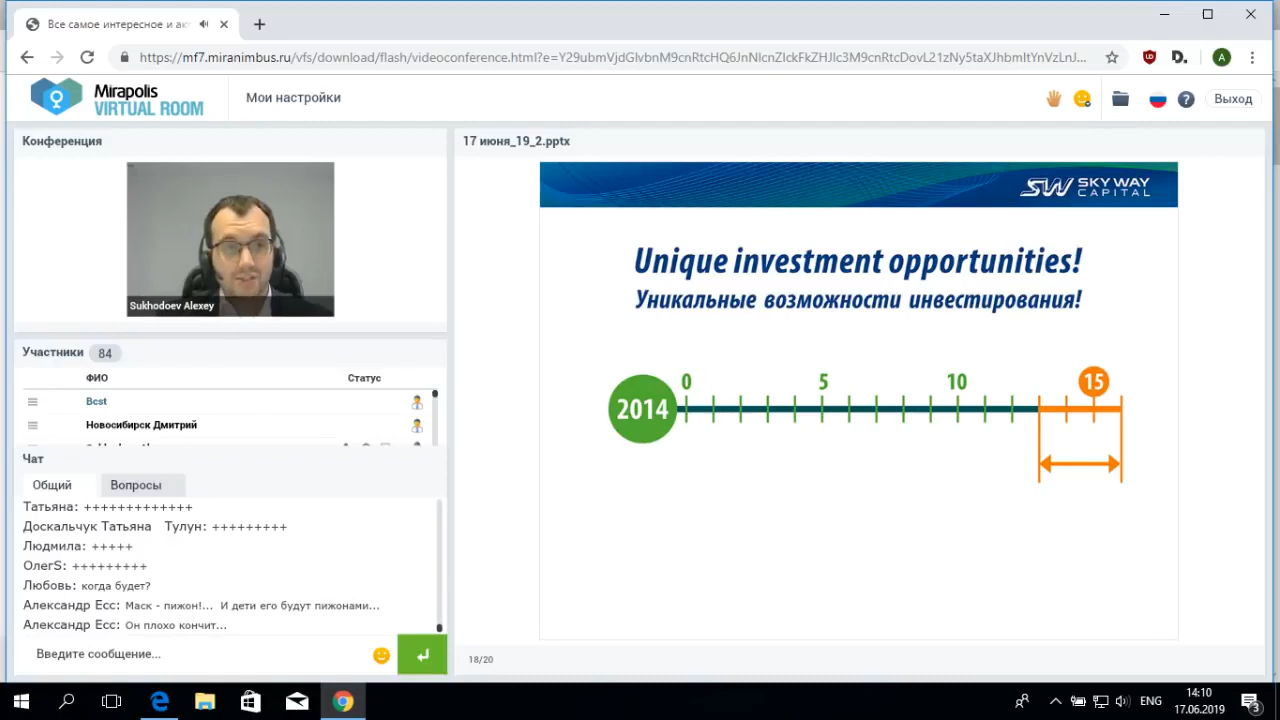 Все самое интересное и ак
https://mf7.miranimbus.ru/vfs/download/flash/videoconference.html?e=
D.
A
Mirapolis
VIRTUAL ROOM
Мои настройки
Выход
Конференция
17 июня_19_2.pptx
Sukhodoev Alexey
SW SKY WAY
CAPITAL
Unique investment opportunities!
Уникальные возможности инвестирования!
2014
0
5
10
15
Участники 84
ФИО Статус
Bcst
Новосибирск Дмитрий
Чат
Общий Вопросы
Татьяна: +++++++++++++
Доскальчук Татьяна Тулун: +++++++++
Людмила: +++++
ОлегS: +++++++++
Любовь: когда будет?
Александр Есс: Маск - пижон!... И дети его будут пижонами...
Александр Есс: Он плохо кончит...
Введите сообщение...
18/20
ENG
14:10
17.06.2019
3